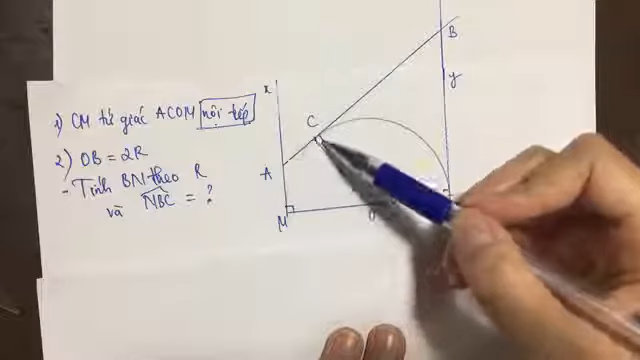 1) CM tứ giác ACOM nội tiếp
2) OB = 2R
- Tính BN theo R
và NBC = ?
x
C
A
M
B
y